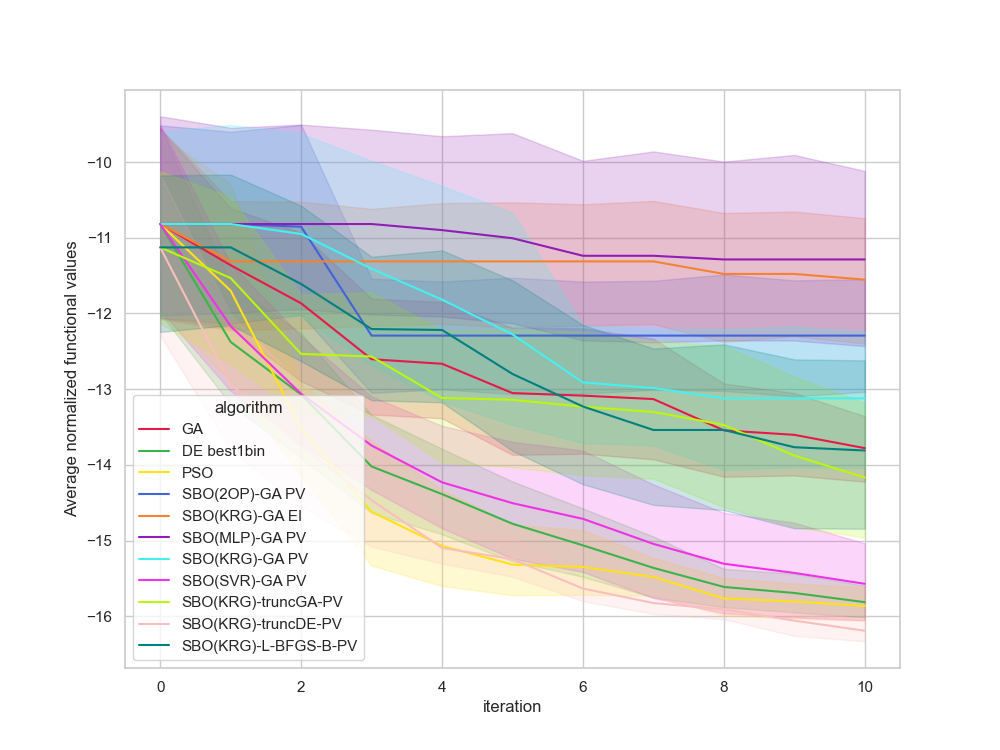 −10
−11
−12
−13
−14
−15
−16
Average normalized functional values
algorithm
GA
DE best1bin
PSO
SBO(2OP)-GA PV
SBO(KRG)-GA EI
SBO(MLP)-GA PV
SBO(KRG)-GA PV
SBO(SVR)-GA PV
SBO(KRG)-truncGA-PV
SBO(KRG)-truncDE-PV
SBO(KRG)-L-BFGS-B-PV
0 2 4 6 8 10
iteration